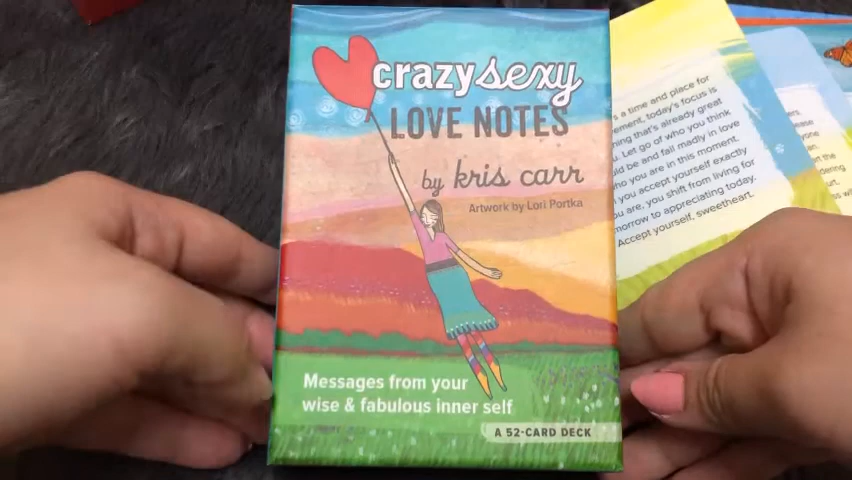 crazysexy
LOVE NOTES
by kris carr
Artwork by Lori Portka
Messages from your
wise & fabulous inner self
A 52-CARD DECK
s a time and place for
ement, today's focus is
hing that's already great
u. Let go of who you think
uld be and fall madly in love
who you are in this moment.
you accept yourself exactly
ou are, you shift from living for
morrow to appreciating today.
Accept yourself, sweetheart.